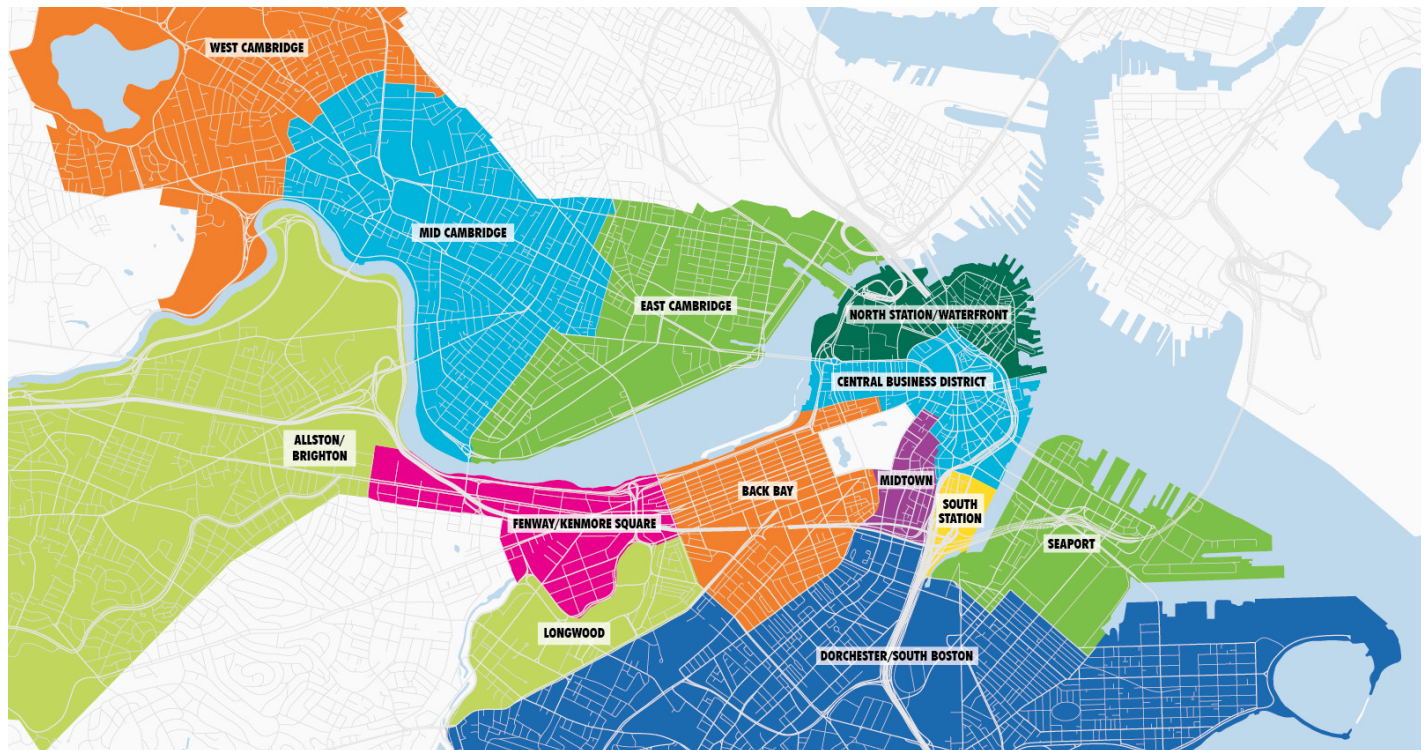 WEST CAMBRIDGE
MID CAMBRIDGE
EAST CAMBRIDGE
NORTH STATION/WATERFRONT
CENTRAL BUSINESS DISTRICT
ALLSTON/
BRIGHTON
BACK BAY
MIDTOWN
SOUTH
STATION
FENWAY/KENMORE SQUARE
SEAPORT
LONGWOOD
DORCHESTER/SOUTH BOSTON